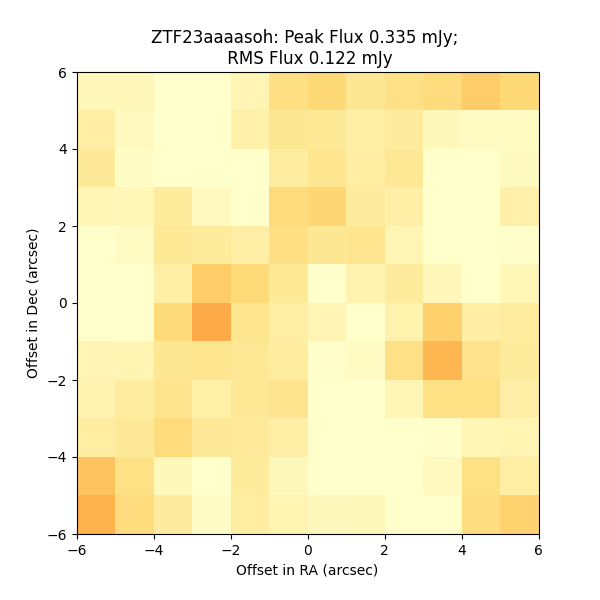 ZTF23aaaasoh: Peak Flux 0.335 mJy;
RMS Flux 0.122 mJy
6
4
2
0
−2
−4
−6
Offset in Dec (arcsec)
−6 −4 −2 0 2 4 6
Offset in RA (arcsec)